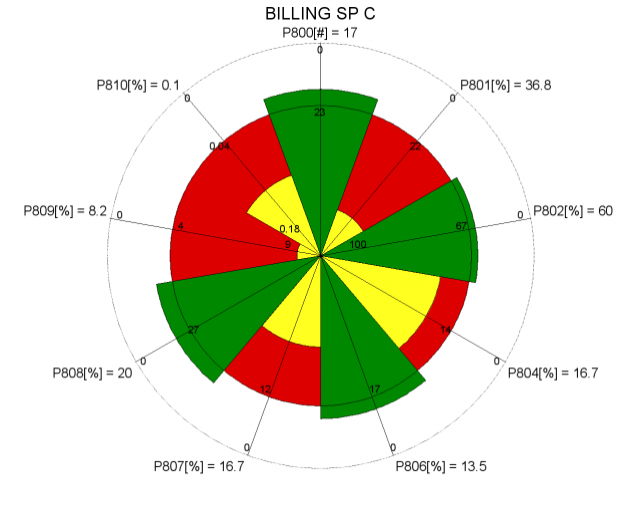 BILLING SP C
P800[#] = 17
0
P810[%] = 0.1
P801[%] = 36.8
0
0
23
0.04
22
P809[%] = 8.2
0
4
67
0
P802[%] = 60
0.18
9
100
27
14
P808[%] = 20
0
0
P804[%] = 16.7
12
17
0
0
P807[%] = 16.7
P806[%] = 13.5